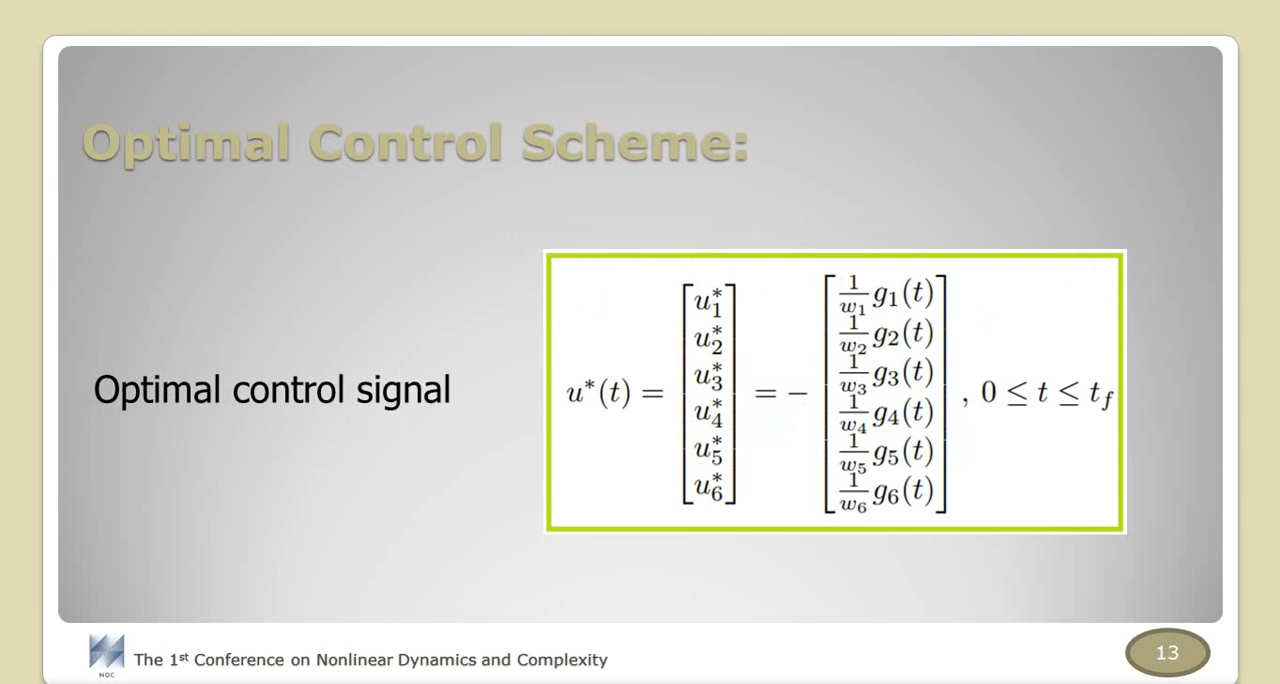 Optimal Control Scheme:
Optimal control signal
u*(t) = [u₁* u₂* u₃* u₄* u₅* u₆*] = − [1/w₁ g₁(t) 1/w₂ g₂(t) 1/w₃ g₃(t) 1/w₄ g₄(t) 1/w₅ g₅(t) 1/w₆ g₆(t)] , 0 ≤ t ≤ t_f
NDC
The 1ˢᵗ Conference on Nonlinear Dynamics and Complexity
13